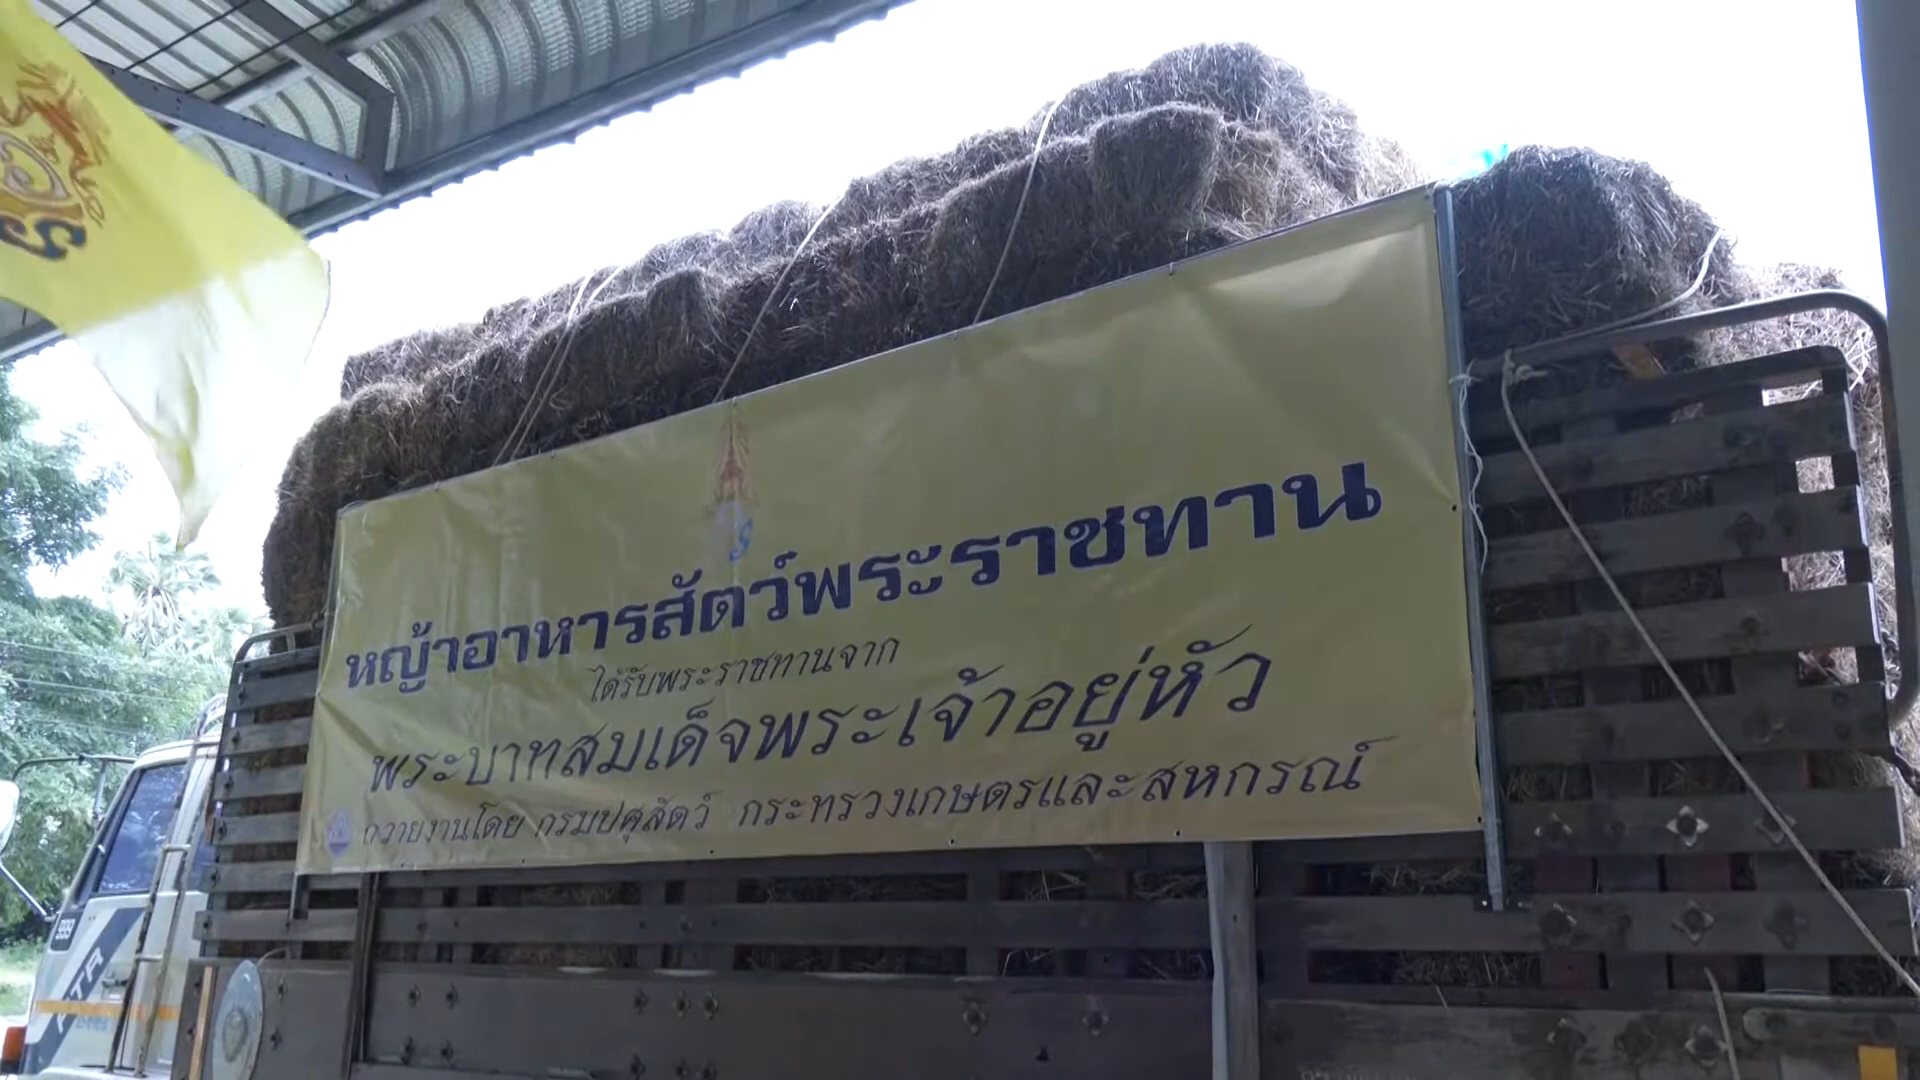 หญ้าอาหารสัตว์พระราชทาน
ได้รับพระราชทานจาก
พระบาทสมเด็จพระเจ้าอยู่หัว
ถวายงานโดย กรมปศุสัตว์ กระทรวงเกษตรและสหกรณ์